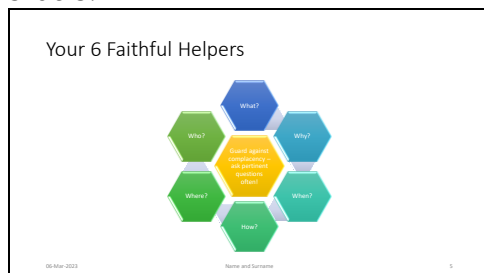 Your 6 Faithful Helpers
What?
Who?
Why?
Guard against
complacency –
ask pertinent
questions
often!
Where?
When?
How?
06-Mar-2023
Name and Surname
5